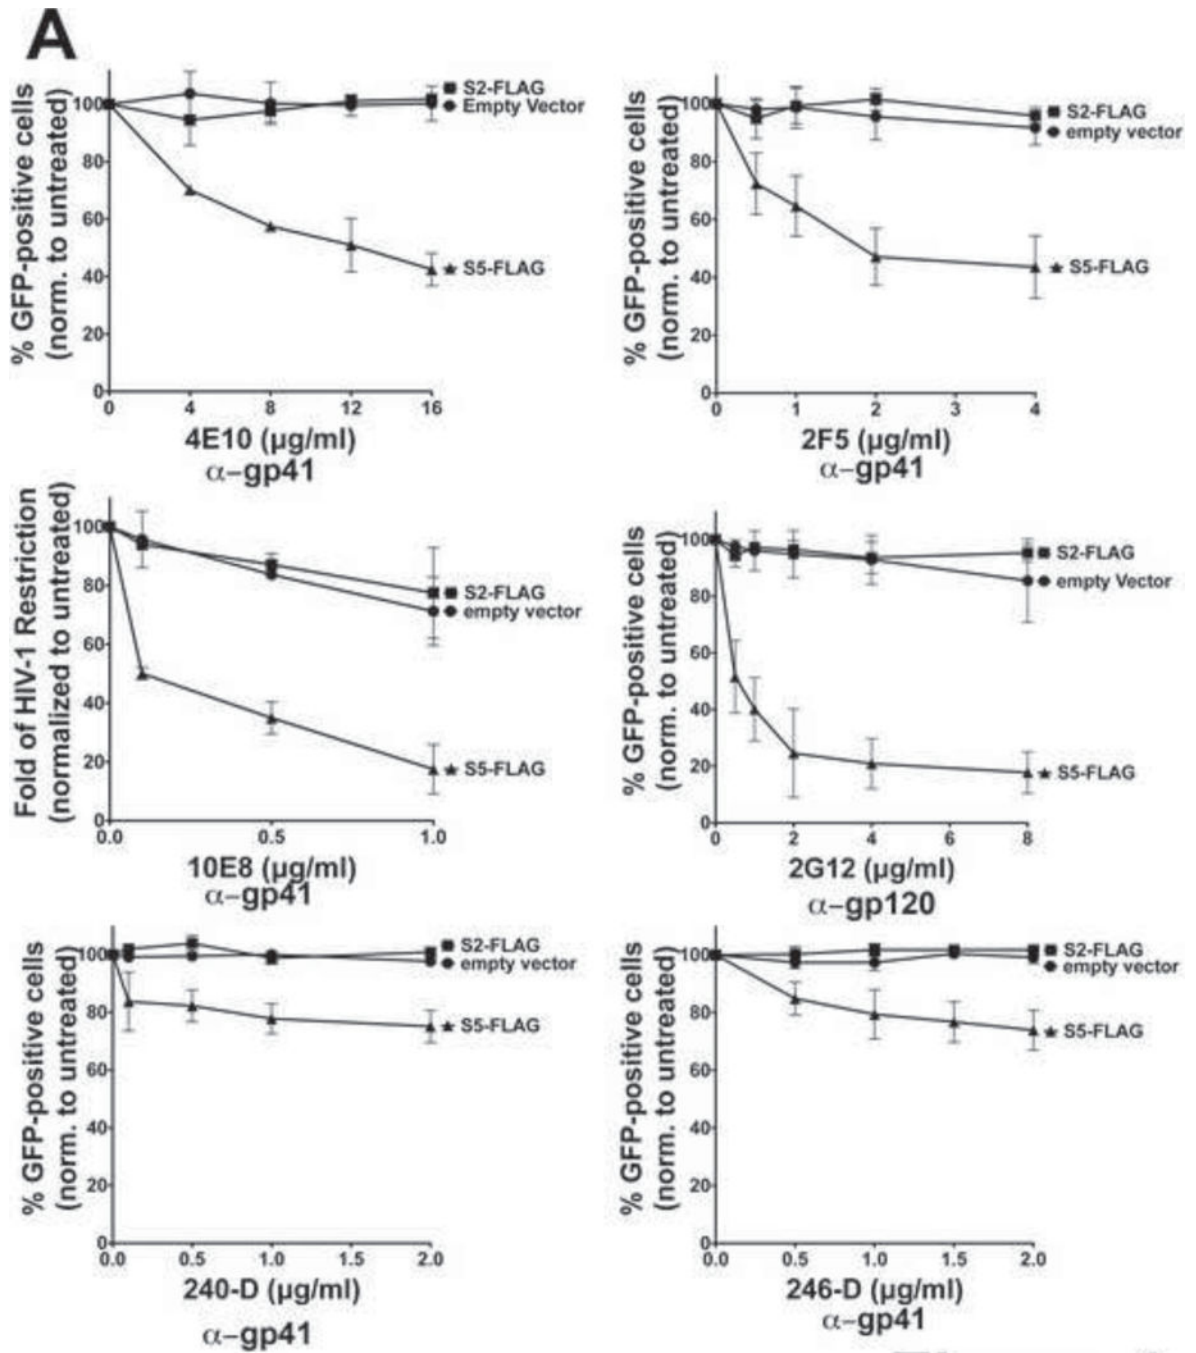 A
% GFP-positive cells
(norm. to untreated)
100
80
60
40
20
0
S2-FLAG
Empty Vector
S5-FLAG
0 4 8 12 16
4E10 (µg/ml)
α-gp41
% GFP-positive cells
(norm. to untreated)
100
80
60
40
20
0
S2-FLAG
empty vector
S5-FLAG
0 1 2 3 4
2F5 (µg/ml)
α-gp41
Fold of HIV-1 Restriction
(normalized to untreated)
100
80
60
40
20
0
S2-FLAG
empty vector
S5-FLAG
0.0 0.5 1.0
10E8 (µg/ml)
α-gp41
% GFP-positive cells
(norm. to untreated)
100
80
60
40
20
0
S2-FLAG
empty Vector
S5-FLAG
0 2 4 6 8
2G12 (µg/ml)
α-gp120
% GFP-positive cells
(norm. to untreated)
100
80
60
40
20
0
S2-FLAG
empty vector
S5-FLAG
0.0 0.5 1.0 1.5 2.0
240-D (µg/ml)
α-gp41
% GFP-positive cells
(norm. to untreated)
100
80
60
40
20
0
S2-FLAG
empty vector
S5-FLAG
0.0 0.5 1.0 1.5 2.0
246-D (µg/ml)
α-gp41